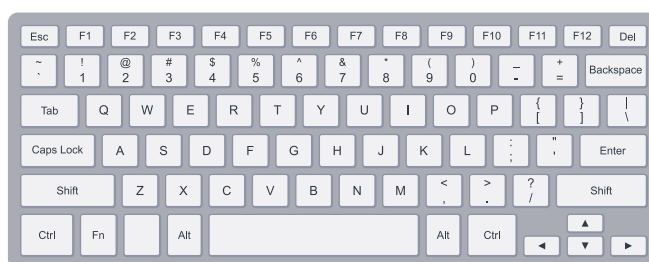 Esc F1 F2 F3 F4 F5 F6 F7 F8 F9 F10 F11 F12 Del
~ ! @ # $ % ^ & * ( ) _ +
` 1 2 3 4 5 6 7 8 9 0 - = Backspace
Tab Q W E R T Y U I O P { } |
[ ] \
Caps Lock A S D F G H J K L : " Enter
; '
Shift Z X C V B N M < > ? Shift
, . /
Ctrl Fn Alt Alt Ctrl ▲
◄ ▼ ►